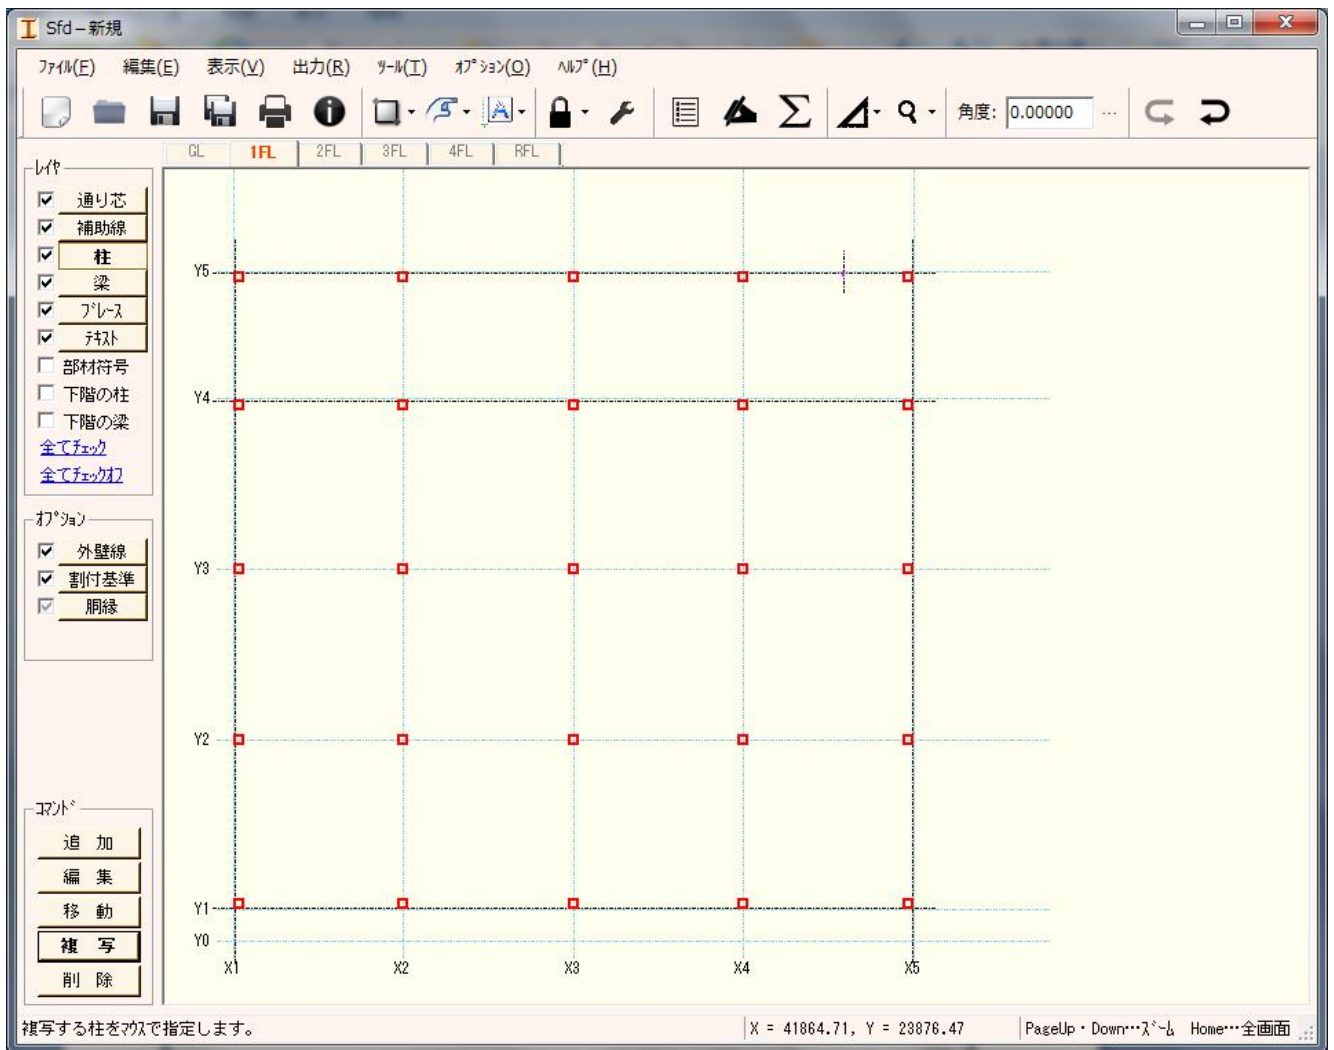 Sfd－新規
ﾌｧｲﾙ(F) 編集(E) 表示(V) 出力(R) ﾂｰﾙ(T) ｵﾌﾟｼｮﾝ(O) ﾍﾙﾌﾟ(H)
角度: 0.00000 ...
GL 1FL 2FL 3FL 4FL RFL
ﾚｲﾔ
通り芯
補助線
柱
梁
ﾌﾞﾚｰｽ
ﾃｷｽﾄ
部材符号
下階の柱
下階の梁
全てﾁｪｯｸ
全てﾁｪｯｸｵﾌ
ｵﾌﾟｼｮﾝ
外壁線
割付基準
胴縁
ｺﾏﾝﾄﾞ
追 加
編 集
移 動
複 写
削 除
Y5
Y4
Y3
Y2
Y1
Y0
X1 X2 X3 X4 X5
複写する柱をﾏｳｽで指定します。
X = 41864.71, Y = 23876.47
PageUp・Down…ｽﾞｰﾑ Home…全画面